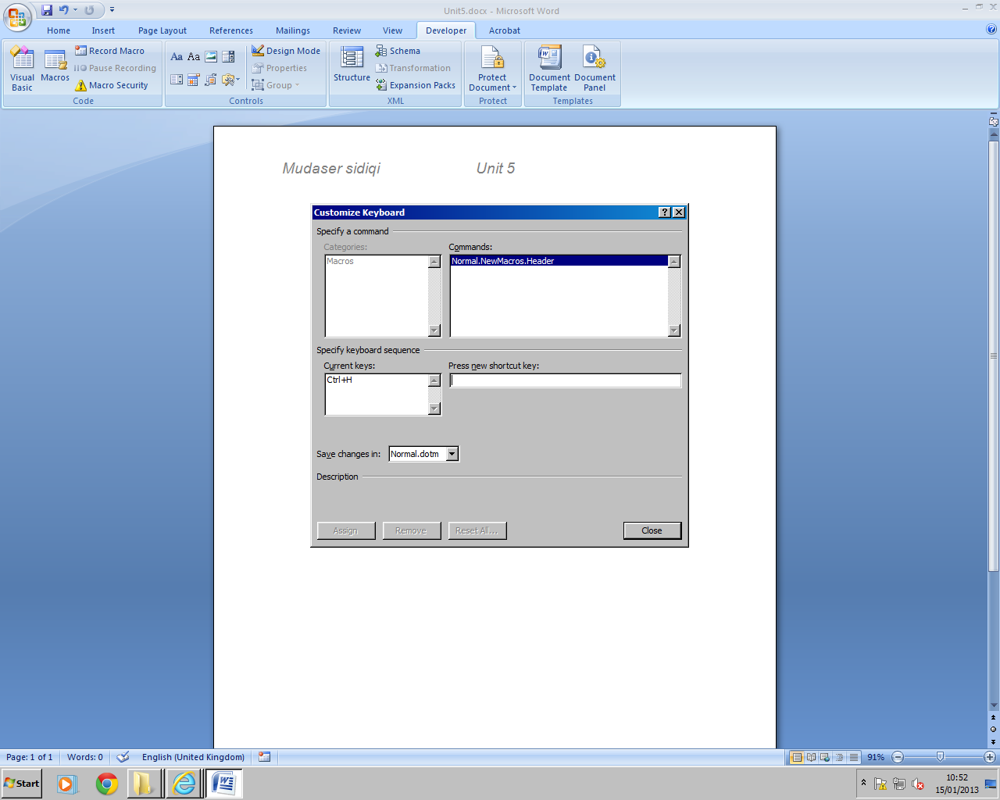 Unit5.docx - Microsoft Word
Home Insert Page Layout References Mailings Review View Developer Acrobat
Visual Basic
Macros
Record Macro
Pause Recording
Macro Security
Code
Aa Aa
Design Mode
Properties
Group
Controls
Structure
Schema
Transformation
Expansion Packs
XML
Protect Document
Protect
Document Template
Document Panel
Templates
Mudaser sidiqi Unit 5
Customize Keyboard
Specify a command
Categories: Commands:
Macros Normal.NewMacros.Header
Specify keyboard sequence
Current keys: Press new shortcut key:
Ctrl+H
Save changes in: Normal.dotm
Description
Assign Remove Reset All... Close
Page: 1 of 1 Words: 0 English (United Kingdom) 91%
Start 10:52
15/01/2013